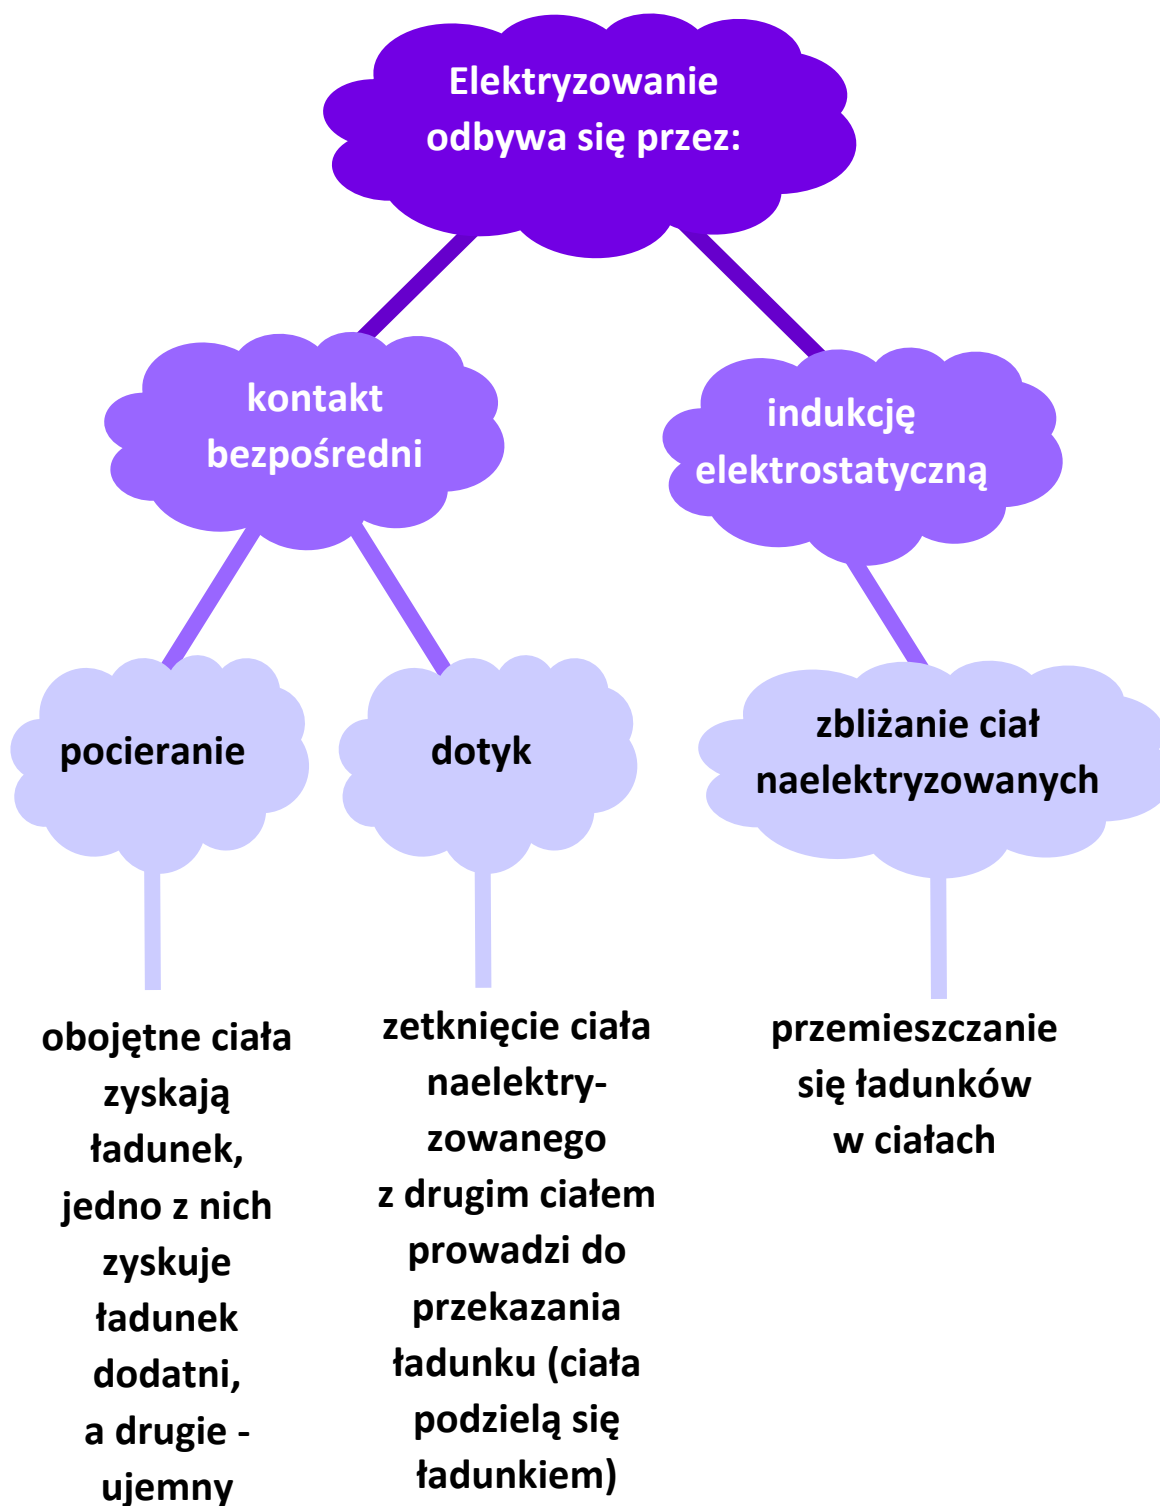 Elektryzowanie
odbywa się przez:
kontakt
bezpośredni
indukcję
elektrostatyczną
pocieranie
dotyk
zbliżanie ciał
naelektryzowanych
obojętne ciała
zyskają
ładunek,
jedno z nich
zyskuje
ładunek
dodatni,
a drugie -
ujemny
zetknięcie ciała
naelektry-
zowanego
z drugim ciałem
prowadzi do
przekazania
ładunku (ciała
podzielą się
ładunkiem)
przemieszczanie
się ładunków
w ciałach